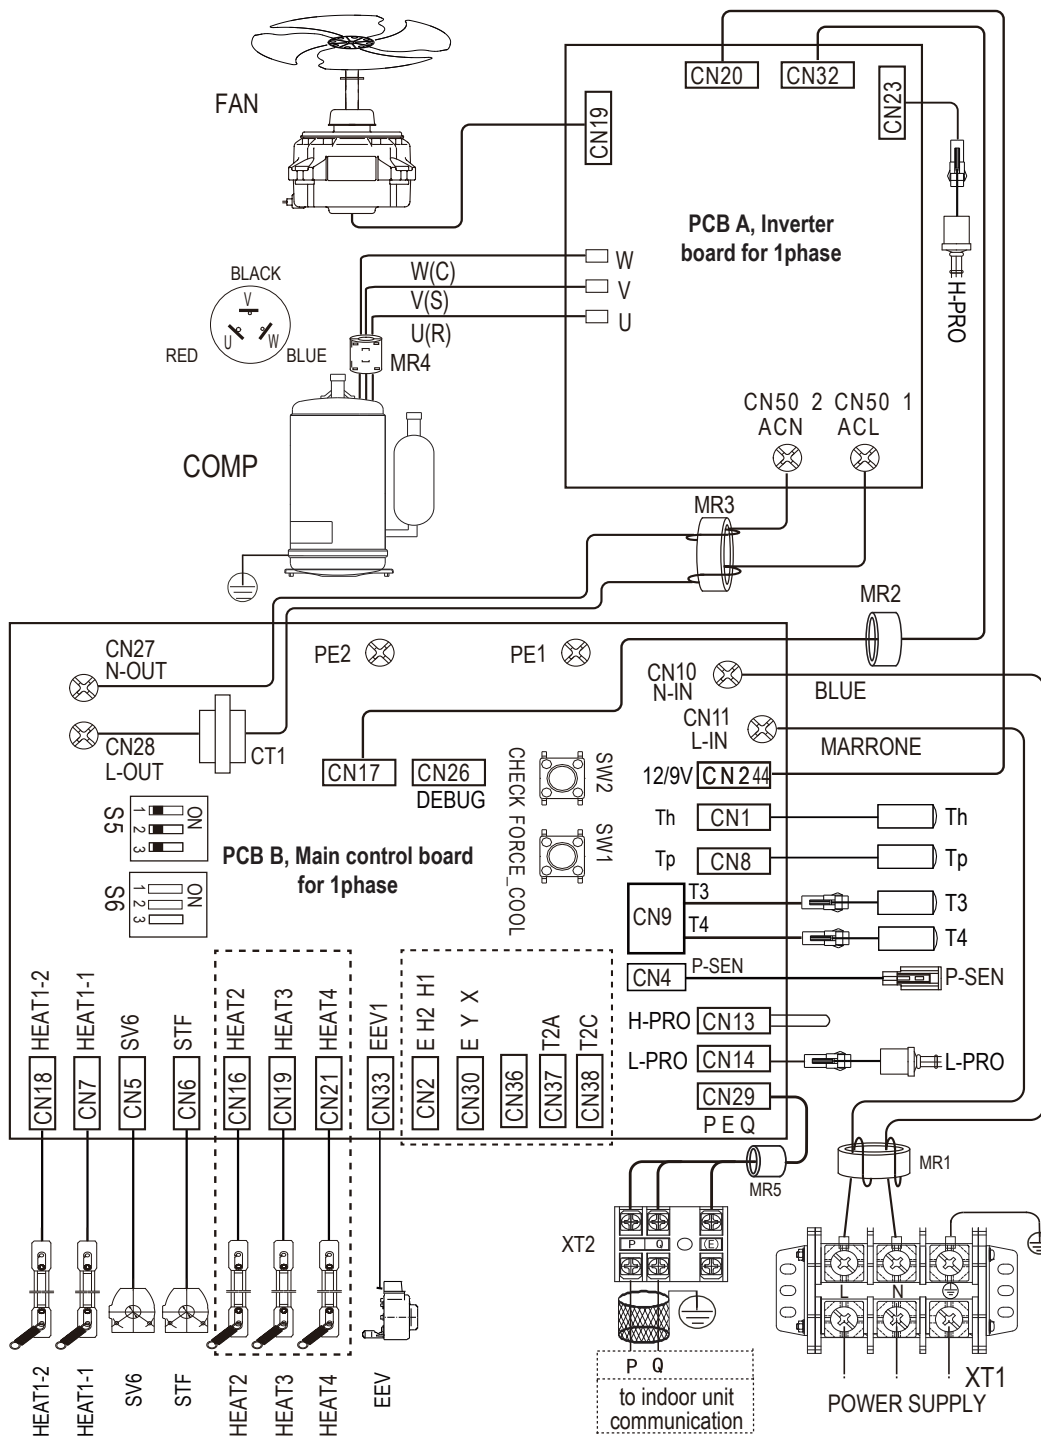 CN20
CN32
CN23
CN19
FAN
H-PRO
PCB A, Inverter
board for 1phase
W
V
U
W(C)
V(S)
U(R)
MR4
BLACK
V
U
W
RED
BLUE
COMP
CN50 2 CN50 1
ACN ACL
MR3
MR2
CN27
N-OUT
PE2
PE1
CN10
N-IN
BLUE
CN11
L-IN
MARRONE
CN28
L-OUT
CT1
CN17
CN26
DEBUG
CHECK FORCE_COOL
SW2
SW1
12/9V CN244
Th CN1 Th
Tp CN8 Tp
CN9
T3 T3
T4 T4
CN4 P-SEN P-SEN
H-PRO CN13
L-PRO CN14 L-PRO
CN29
P E Q
S5
ON
1 2 3
S6
ON
1 2 3
PCB B, Main control board
for 1phase
HEAT1-2
HEAT1-1
SV6
STF
HEAT2
HEAT3
HEAT4
EEV1
E H2 H1
E Y X
T2A
T2C
CN18
CN7
CN5
CN6
CN16
CN19
CN21
CN33
CN2
CN30
CN36
CN37
CN38
MR5
MR1
XT2
P Q E
P Q
to indoor unit
communication
L N
XT1
POWER SUPPLY
HEAT1-2
HEAT1-1
SV6
STF
HEAT2
HEAT3
HEAT4
EEV